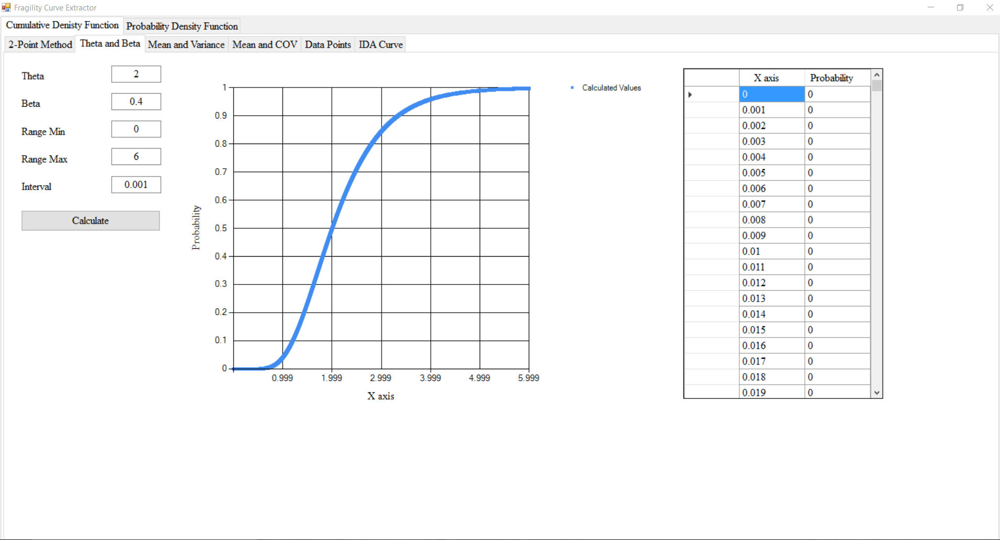 Fragility Curve Extractor
Cumulative Denisty Function Probability Density Function
2-Point Method Theta and Beta Mean and Variance Mean and COV Data Points IDA Curve
Theta 2
Beta 0.4
Range Min 0
Range Max 6
Interval 0.001
Calculate
Probability
1
0.9
0.8
0.7
0.6
0.5
0.4
0.3
0.2
0.1
0
0.999 1.999 2.999 3.999 4.999 5.999
X axis
Calculated Values
X axis Probability
0 0
0.001 0
0.002 0
0.003 0
0.004 0
0.005 0
0.006 0
0.007 0
0.008 0
0.009 0
0.01 0
0.011 0
0.012 0
0.013 0
0.014 0
0.015 0
0.016 0
0.017 0
0.018 0
0.019 0